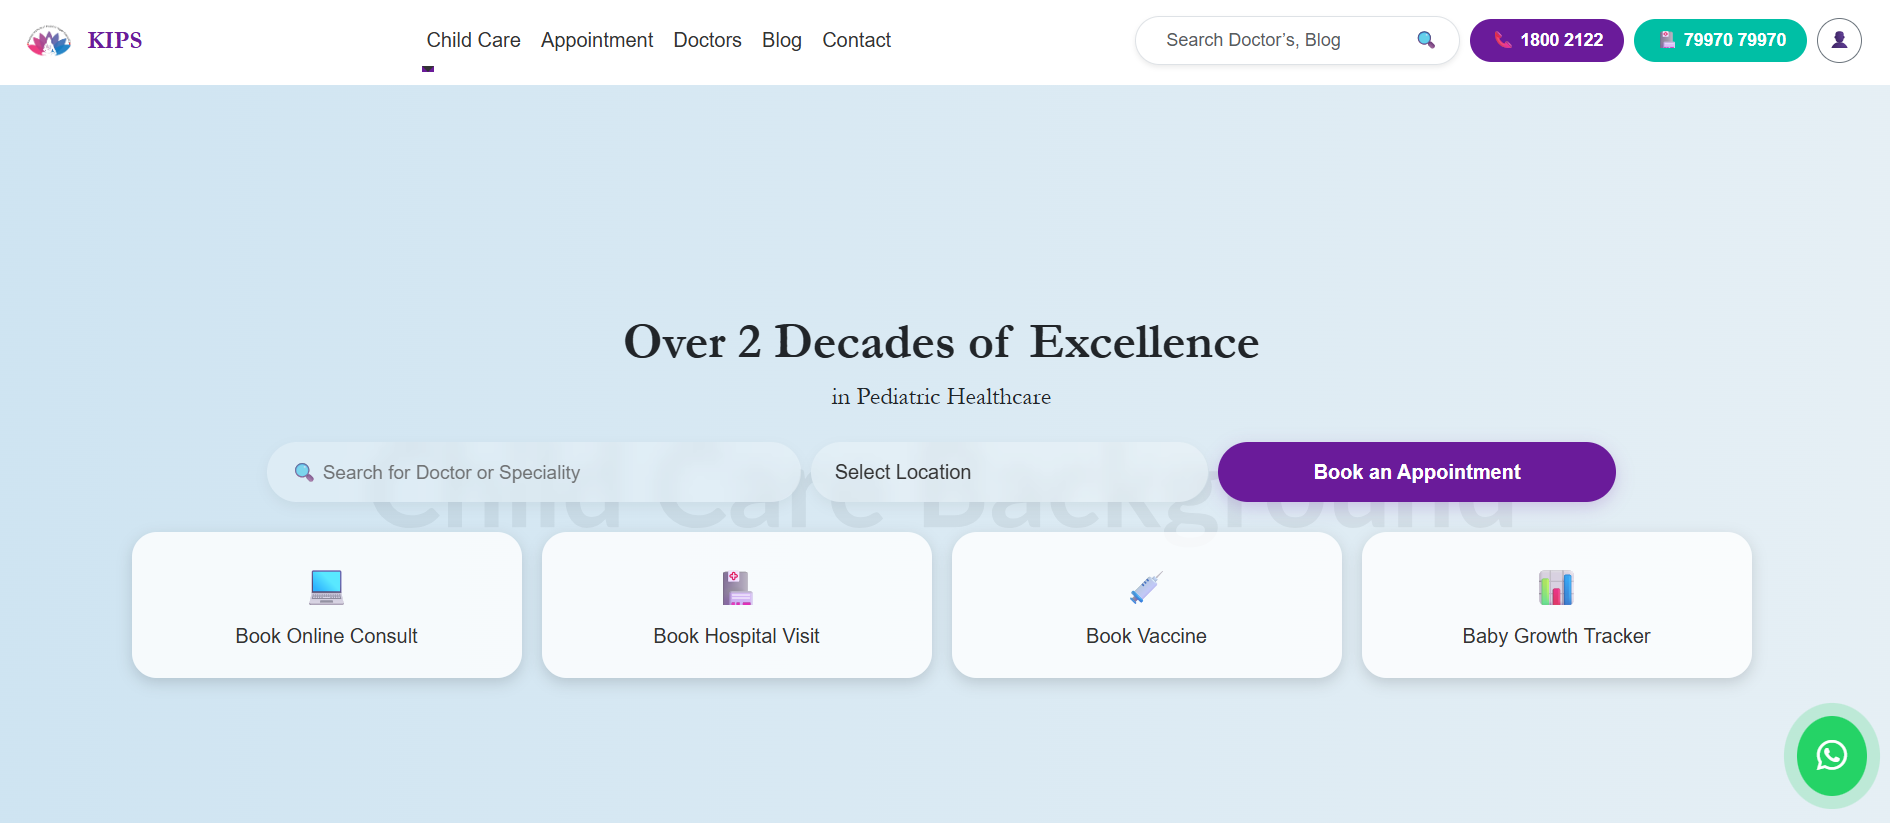 KIPS
Child Care
Appointment
Doctors
Blog
Contact
Search Doctor's, Blog
1800 2122
79970 79970
Over 2 Decades of Excellence
in Pediatric Healthcare
Child Care Background
Search for Doctor or Speciality
Select Location
Book an Appointment
Book Online Consult
Book Hospital Visit
Book Vaccine
Baby Growth Tracker